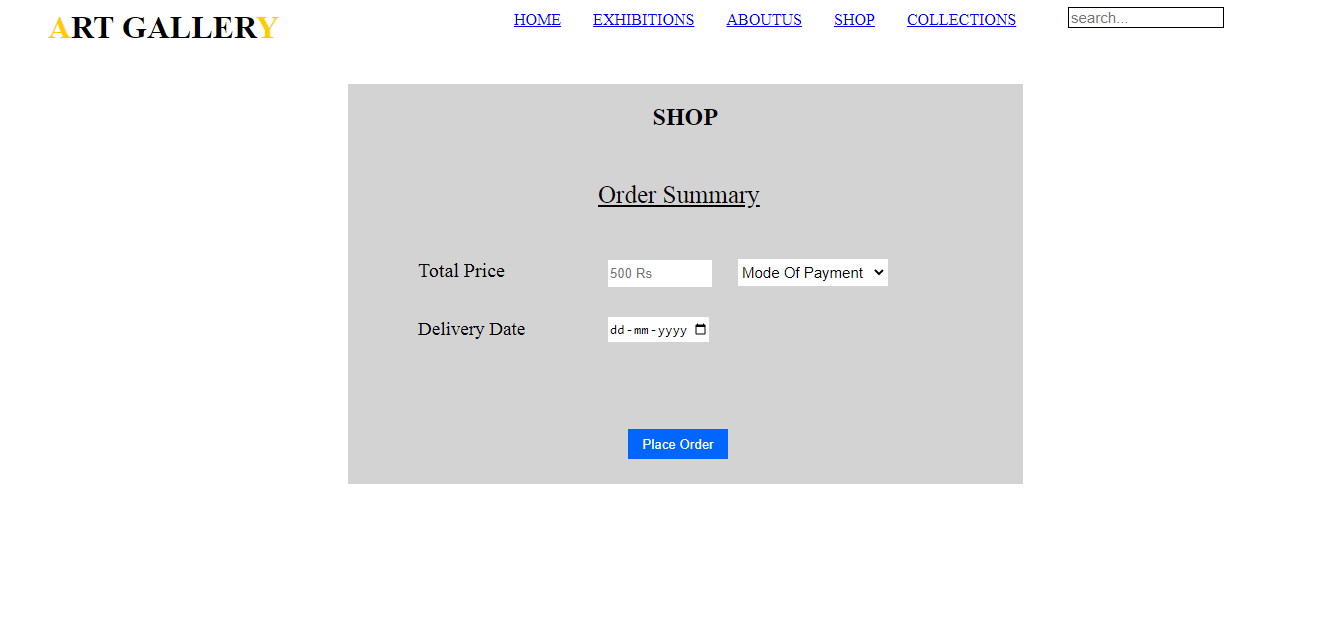 ART GALLERY
HOME EXHIBITIONS ABOUTUS SHOP COLLECTIONS search...
SHOP
Order Summary
Total Price 500 Rs Mode Of Payment
Delivery Date dd-mm-yyyy
Place Order